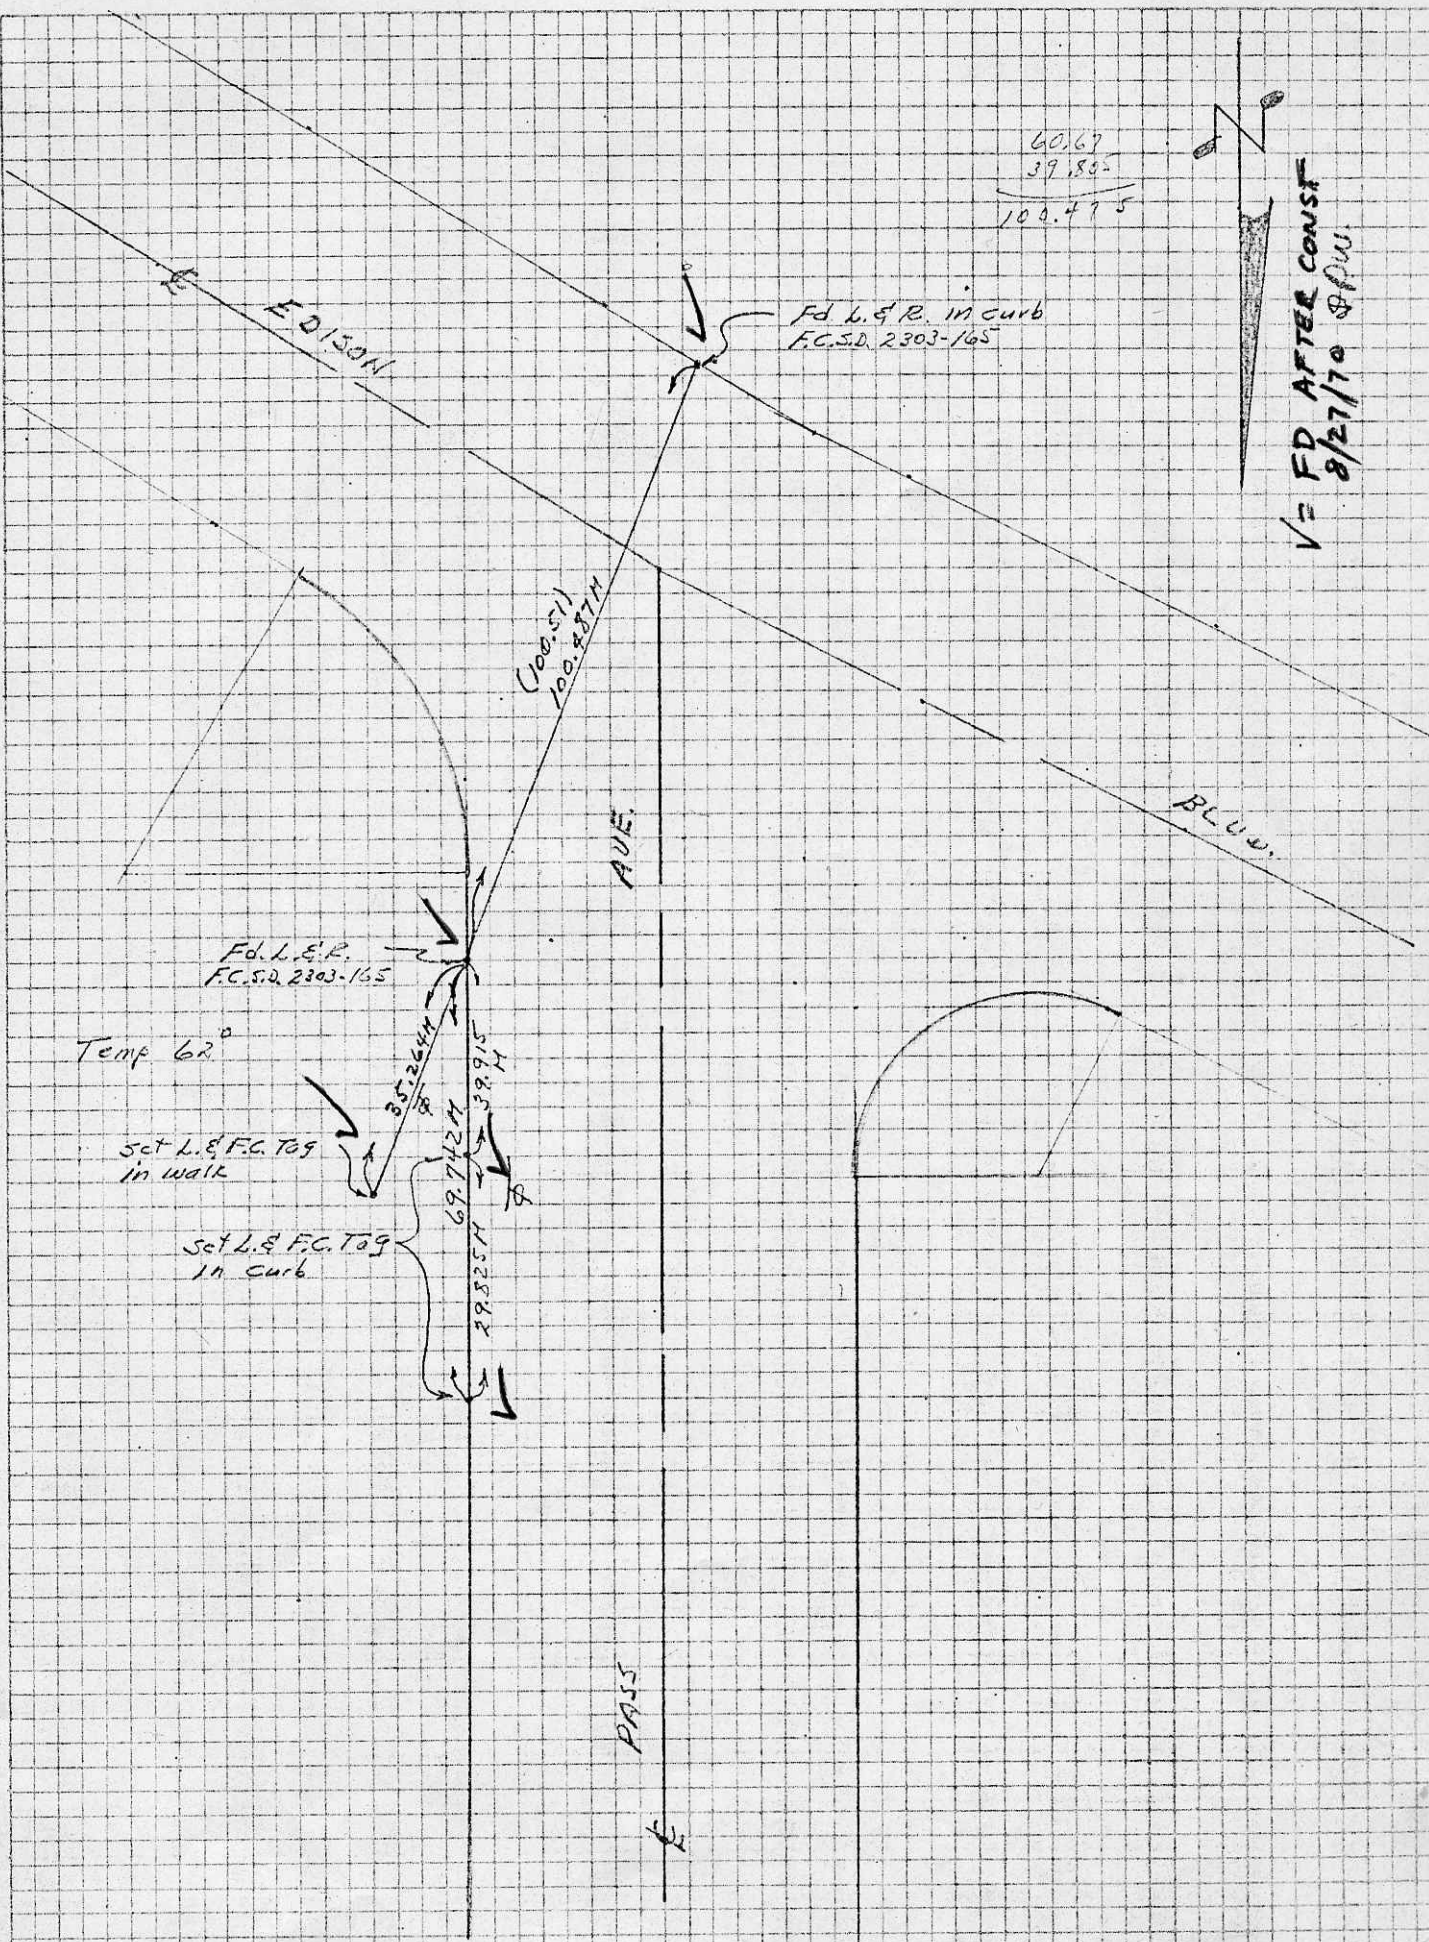 60.67
39.805
100.475
V= FD AFTER CONST
8/27/70
℄
EDISON
Fd L.& R. in curb
F.C.S.D. 2303-165
(100.51)
100.487M
AVE.
BLVD.
Fd. L.& R.
F.C.S.D. 2303-165
Temp 62°
35.264M
39.915
M
69.742M
set L.& F.C. Tag
in walk
set L.& F.C. Tag
in curb
29.825M
PASS
℄